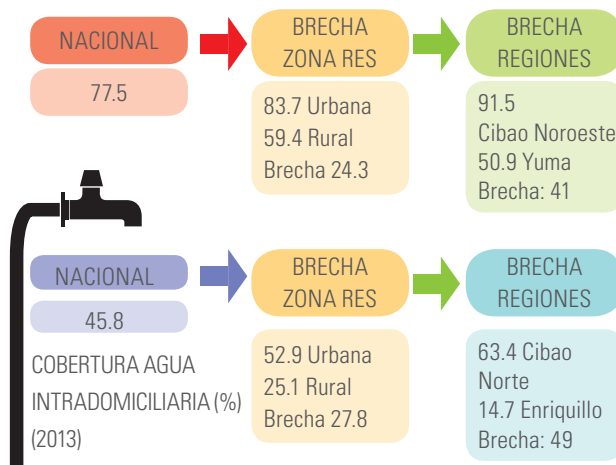 NACIONAL
77.5
BRECHA
ZONA RES
83.7 Urbana
59.4 Rural
Brecha 24.3
BRECHA
REGIONES
91.5
Cibao Noroeste
50.9 Yuma
Brecha: 41
NACIONAL
45.8
COBERTURA AGUA
INTRADOMICILIARIA (%)
(2013)
BRECHA
ZONA RES
52.9 Urbana
25.1 Rural
Brecha 27.8
BRECHA
REGIONES
63.4 Cibao
Norte
14.7 Enriquillo
Brecha: 49